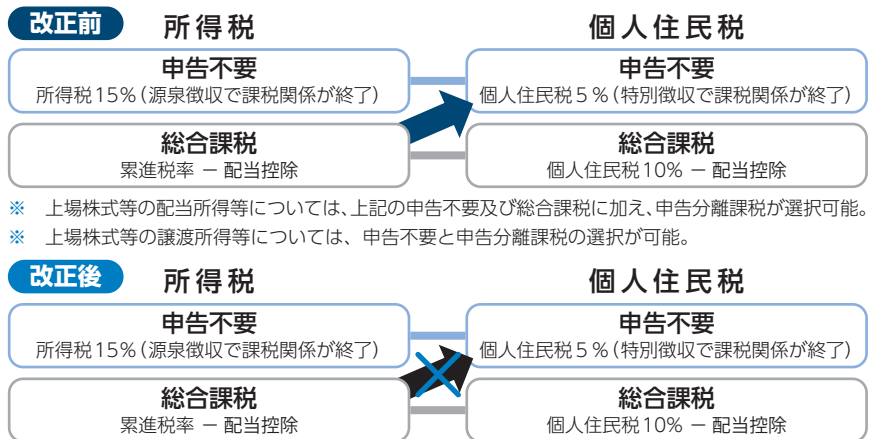 改正前 所得税 個人住民税
申告不要 申告不要
所得税15%(源泉徴収で課税関係が終了) 個人住民税5%(特別徴収で課税関係が終了)
総合課税 総合課税
累進税率 － 配当控除 個人住民税10% － 配当控除
※ 上場株式等の配当所得等については、上記の申告不要及び総合課税に加え、申告分離課税が選択可能。
※ 上場株式等の譲渡所得等については、申告不要と申告分離課税の選択が可能。
改正後 所得税 個人住民税
申告不要 申告不要
所得税15%(源泉徴収で課税関係が終了) 個人住民税5%(特別徴収で課税関係が終了)
総合課税 総合課税
累進税率 － 配当控除 個人住民税10% － 配当控除